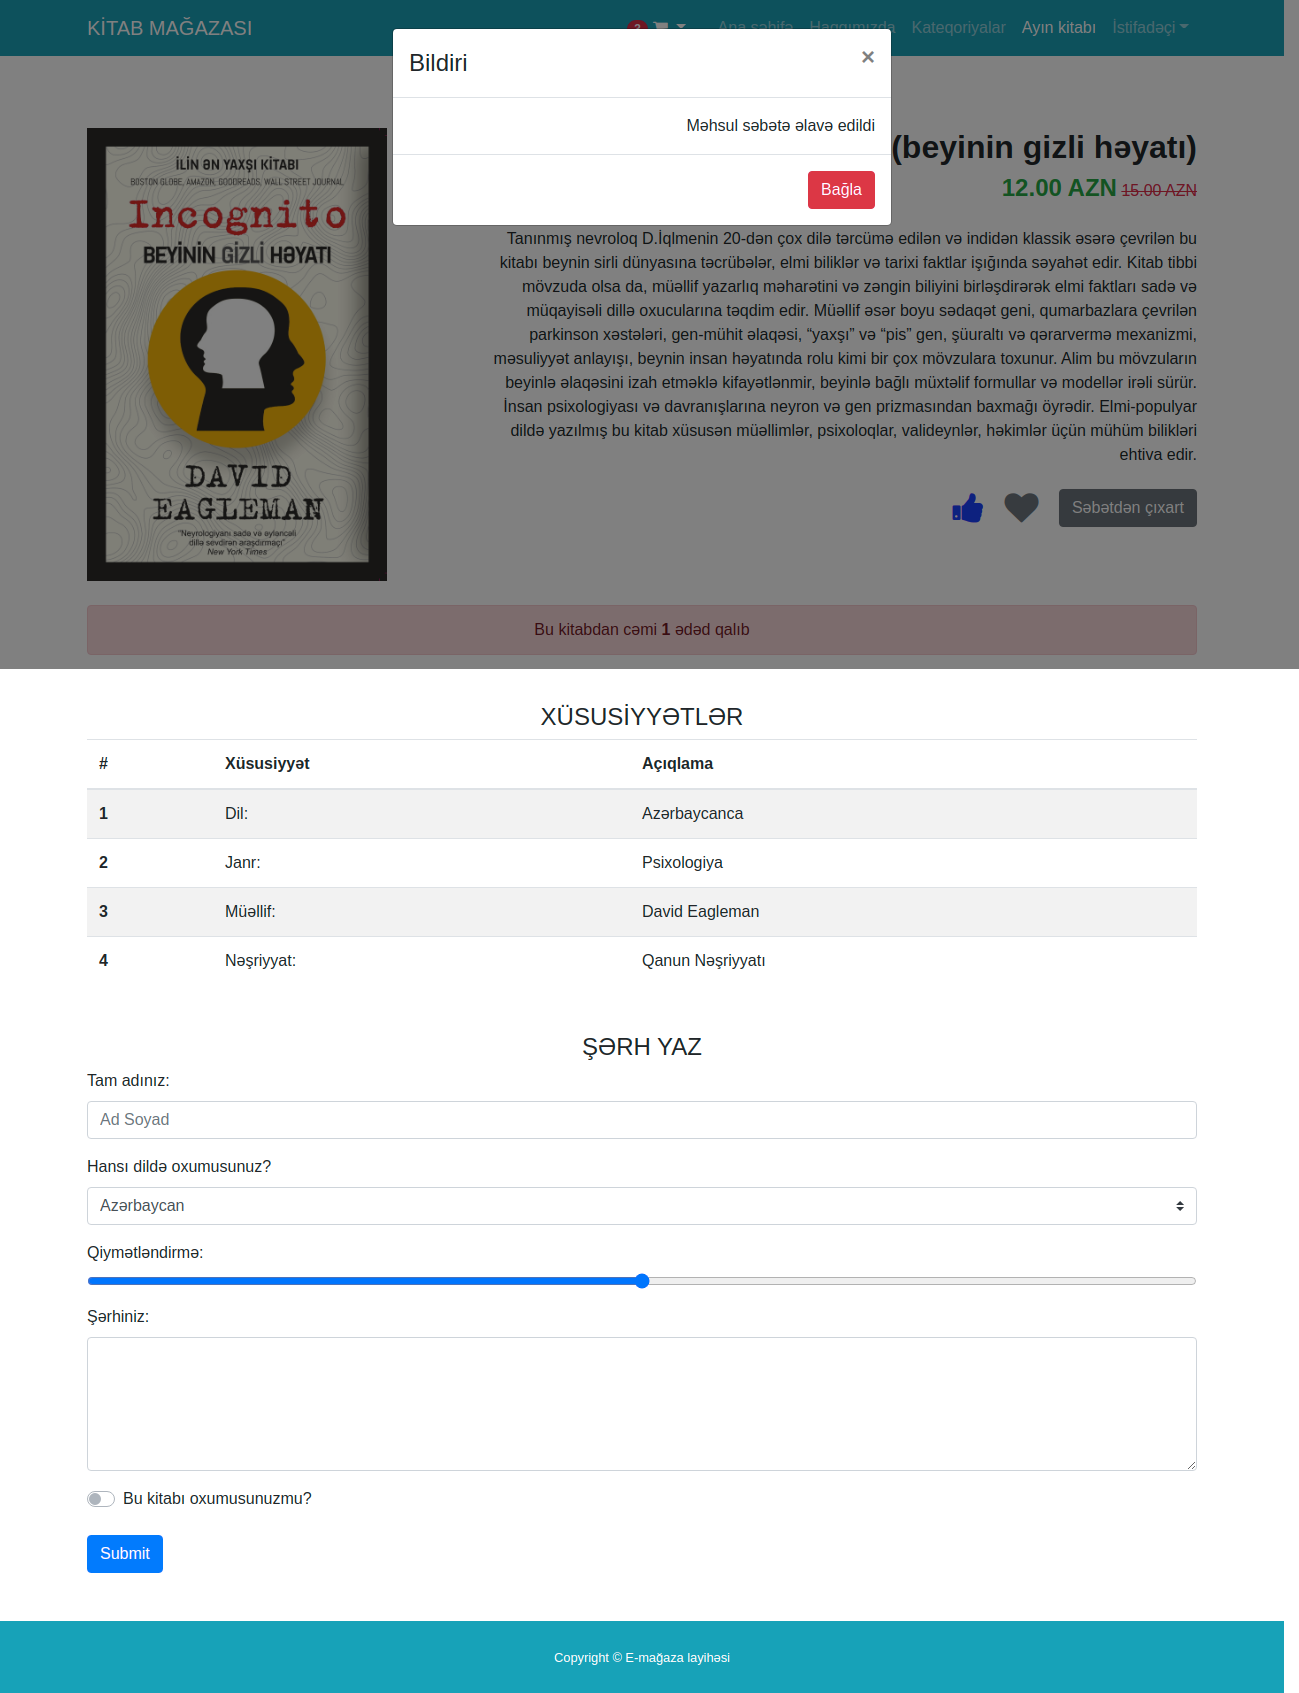 KİTAB MAĞAZASI
2
Ana səhifə
Haqqımızda
Kateqoriyalar
Ayın kitabı
İstifadəçi
Bildiri
×
Məhsul səbətə əlavə edildi
Bağla
İLİN ƏN YAXŞI KİTABI
BOSTON GLOBE, AMAZON, GOODREADS, WALL STREET JOURNAL
Incognito
BEYİNİN GİZLİ HƏYATI
DAVID
EAGLEMAN
"Neyrologiyanı sadə və əyləncəli
dillə sevdirən araşdırmaçı"
New York Times
(beyinin gizli həyatı)
12.00 AZN 15.00 AZN
Tanınmış nevroloq D.İqlmenin 20-dən çox dilə tərcümə edilən və indidən klassik əsərə çevrilən bu
kitabı beynin sirli dünyasına təcrübələr, elmi biliklər və tarixi faktlar işığında səyahət edir. Kitab tibbi
mövzuda olsa da, müəllif yazarlıq məharətini və zəngin biliyini birləşdirərək elmi faktları sadə və
müqayisəli dillə oxucularına təqdim edir. Müəllif əsər boyu sədaqət geni, qumarbazlara çevrilən
parkinson xəstələri, gen-mühit əlaqəsi, “yaxşı” və “pis” gen, şüuraltı və qərarvermə mexanizmi,
məsuliyyət anlayışı, beynin insan həyatında rolu kimi bir çox mövzulara toxunur. Alim bu mövzuların
beyinlə əlaqəsini izah etməklə kifayətlənmir, beyinlə bağlı müxtəlif formullar və modellər irəli sürür.
İnsan psixologiyası və davranışlarına neyron və gen prizmasından baxmağı öyrədir. Elmi-populyar
dildə yazılmış bu kitab xüsusən müəllimlər, psixoloqlar, valideynlər, həkimlər üçün mühüm bilikləri
ehtiva edir.
Səbətdən çıxart
Bu kitabdan cəmi 1 ədəd qalıb
XÜSUSİYYƏTLƏR
# Xüsusiyyət Açıqlama
1 Dil: Azərbaycanca
2 Janr: Psixologiya
3 Müəllif: David Eagleman
4 Nəşriyyat: Qanun Nəşriyyatı
ŞƏRH YAZ
Tam adınız:
Ad Soyad
Hansı dildə oxumusunuz?
Azərbaycan
Qiymətləndirmə:
Şərhiniz:
Bu kitabı oxumusunuzmu?
Submit
Copyright © E-mağaza layihəsi